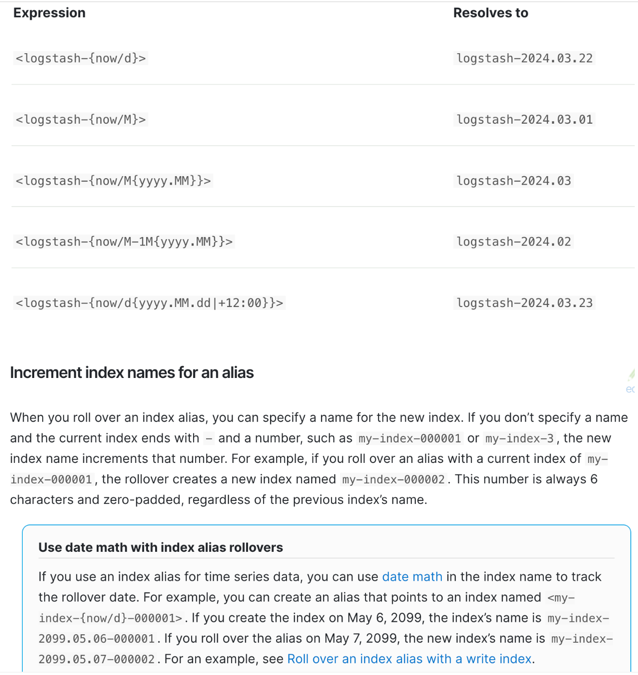 Expression Resolves to
<logstash-{now/d}> logstash-2024.03.22
<logstash-{now/M}> logstash-2024.03.01
<logstash-{now/M{yyyy.MM}}> logstash-2024.03
<logstash-{now/M-1M{yyyy.MM}}> logstash-2024.02
<logstash-{now/d{yyyy.MM.dd|+12:00}}> logstash-2024.03.23
Increment index names for an alias
When you roll over an index alias, you can specify a name for the new index. If you don’t specify a name
and the current index ends with - and a number, such as my-index-000001 or my-index-3, the new
index name increments that number. For example, if you roll over an alias with a current index of my-
index-000001, the rollover creates a new index named my-index-000002. This number is always 6
characters and zero-padded, regardless of the previous index’s name.
Use date math with index alias rollovers
If you use an index alias for time series data, you can use date math in the index name to track
the rollover date. For example, you can create an alias that points to an index named <my-
index-{now/d}-000001>. If you create the index on May 6, 2099, the index’s name is my-index-
2099.05.06-000001. If you roll over the alias on May 7, 2099, the new index’s name is my-index-
2099.05.07-000002. For an example, see Roll over an index alias with a write index.